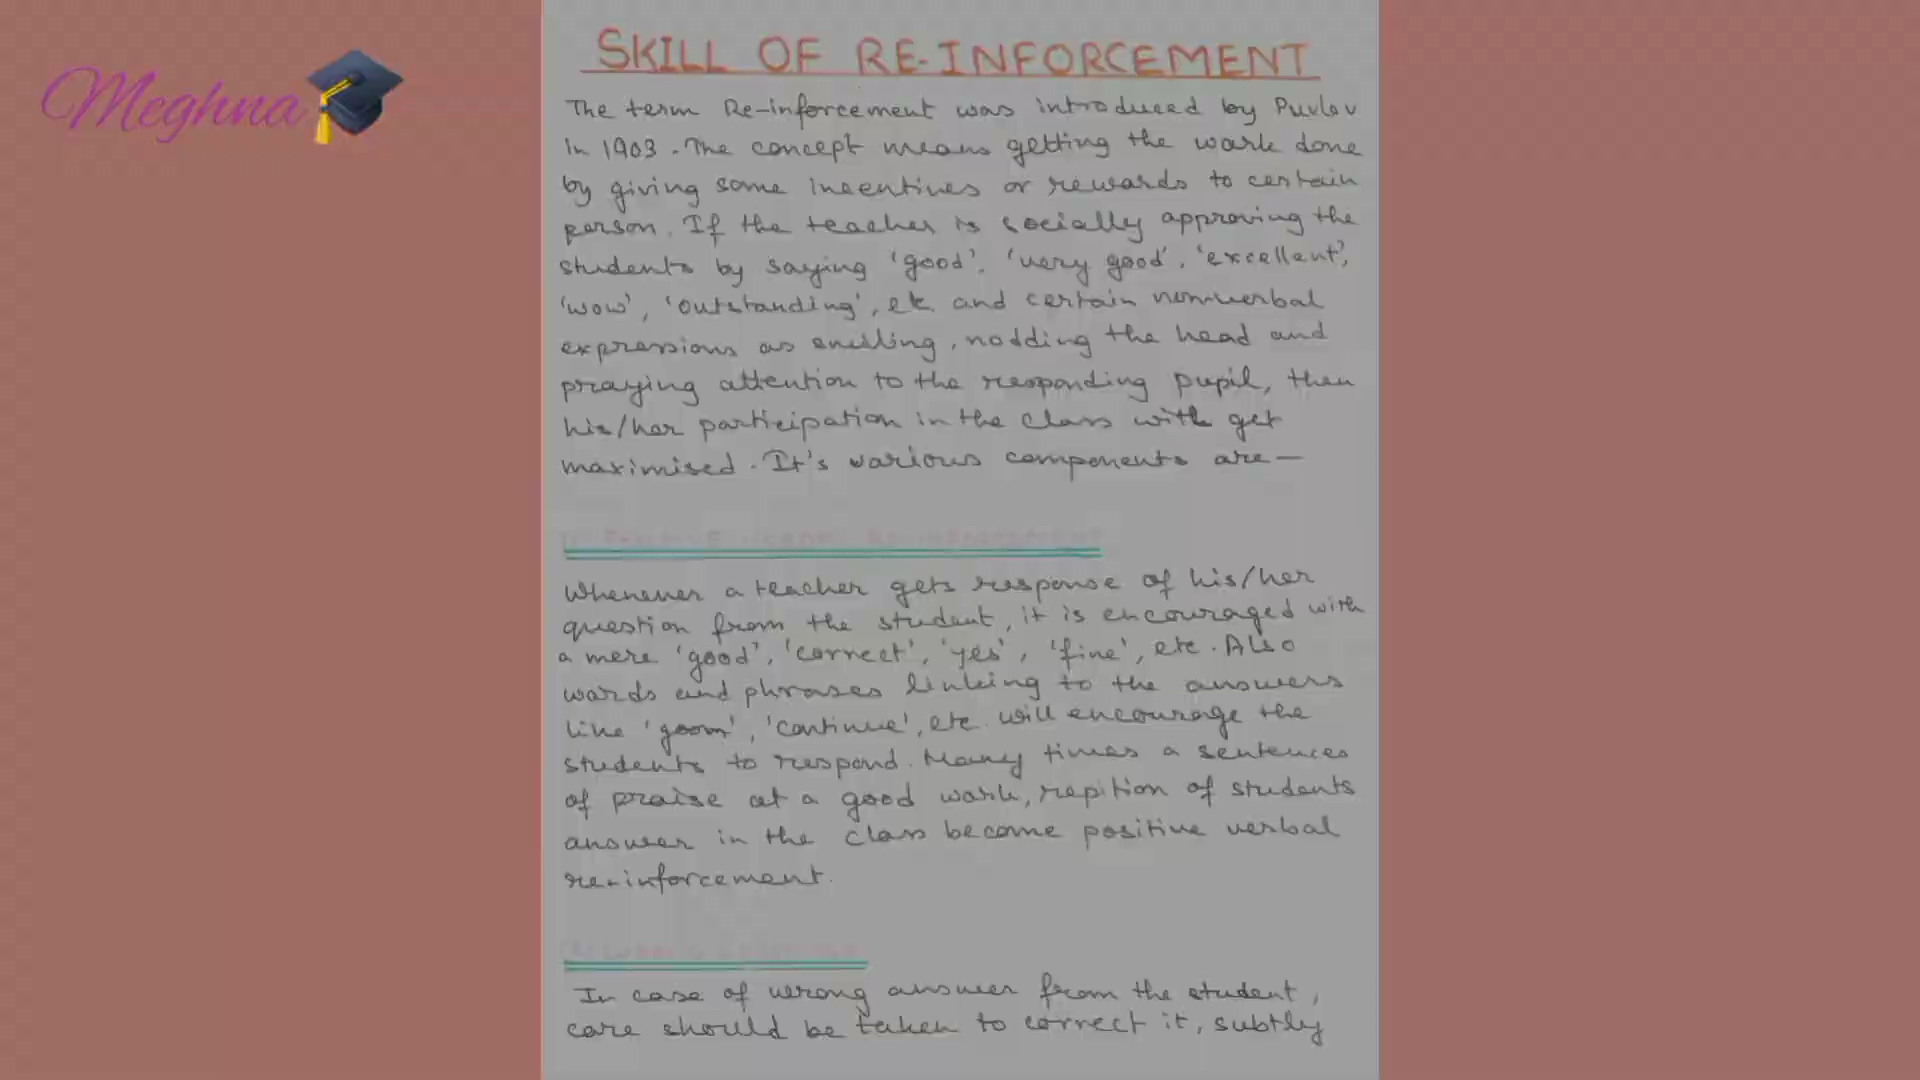 Meghna
SKILL OF RE-INFORCEMENT
The term Re-inforcement was introduced by Puvlov
in 1903. The concept means getting the work done
by giving some incentives or rewards to certain
person. If the teacher is socially approving the
students by saying 'good', 'very good', 'excellent',
'wow', 'outstanding', etc. and certain non-verbal
expressions as smiling, nodding the head and
praying attention to the responding pupil, then
his/her participation in the class with get
maximised. It's various components are—
Whenever a teacher gets response of his/her
question from the student, it is encouraged with
a mere 'good', 'correct', 'yes', 'fine', etc. Also
words and phrases linking to the answers
like 'continue', etc. will encourage the
students to respond. Many times a sentences
of praise at a good work, repition of students
answer in the class become positive verbal
re-inforcement.
In case of wrong answer from the student,
care should be taken to correct it, subtly